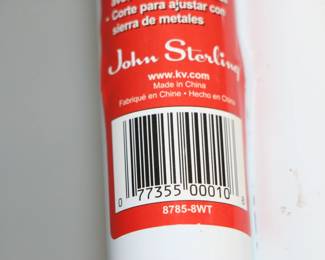 • Corte para ajustar con
sierra de metales
John Sterling
www.kv.com
Made in China
Fabriqué en Chine • Hecho en China
0 77355 00010 8
8785-8WT